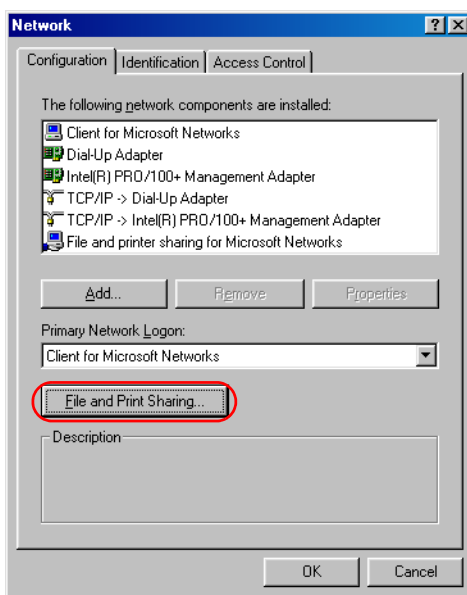 Network
Configuration Identification Access Control
The following network components are installed:
Client for Microsoft Networks
Dial-Up Adapter
Intel(R) PRO/100+ Management Adapter
TCP/IP -> Dial-Up Adapter
TCP/IP -> Intel(R) PRO/100+ Management Adapter
File and printer sharing for Microsoft Networks
Add... Remove Properties
Primary Network Logon:
Client for Microsoft Networks
File and Print Sharing...
Description
OK Cancel